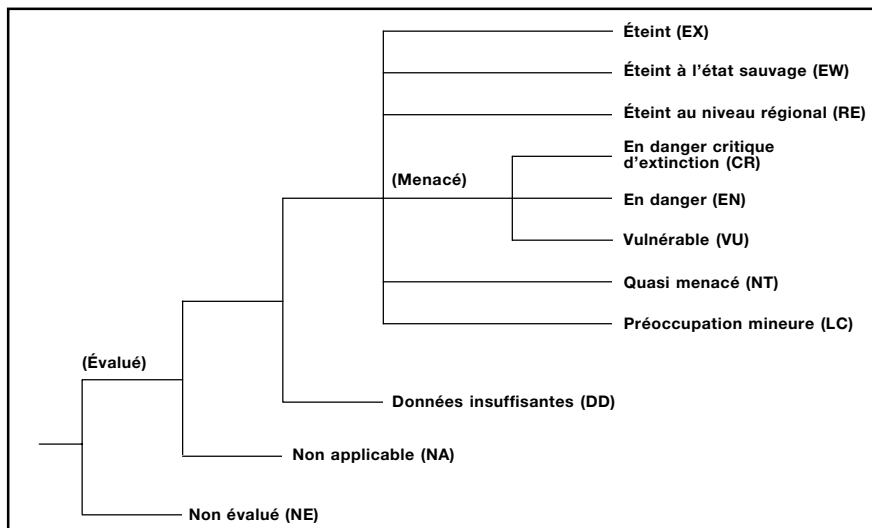 Éteint (EX)
Éteint à l'état sauvage (EW)
Éteint au niveau régional (RE)
En danger critique
d'extinction (CR)
(Menacé)
En danger (EN)
Vulnérable (VU)
Quasi menacé (NT)
Préoccupation mineure (LC)
(Évalué)
Données insuffisantes (DD)
Non applicable (NA)
Non évalué (NE)